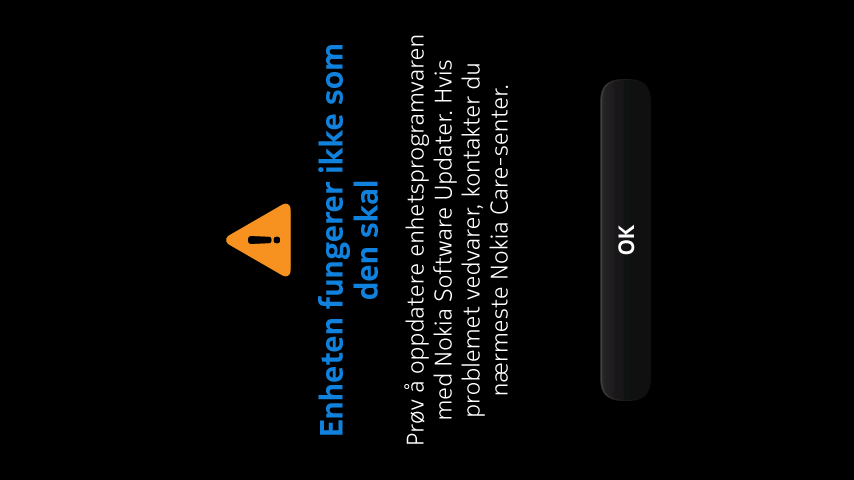 Enheten fungerer ikke som
den skal
Prøv å oppdatere enhetsprogramvaren
med Nokia Software Updater. Hvis
problemet vedvarer, kontakter du
nærmeste Nokia Care-senter.
OK